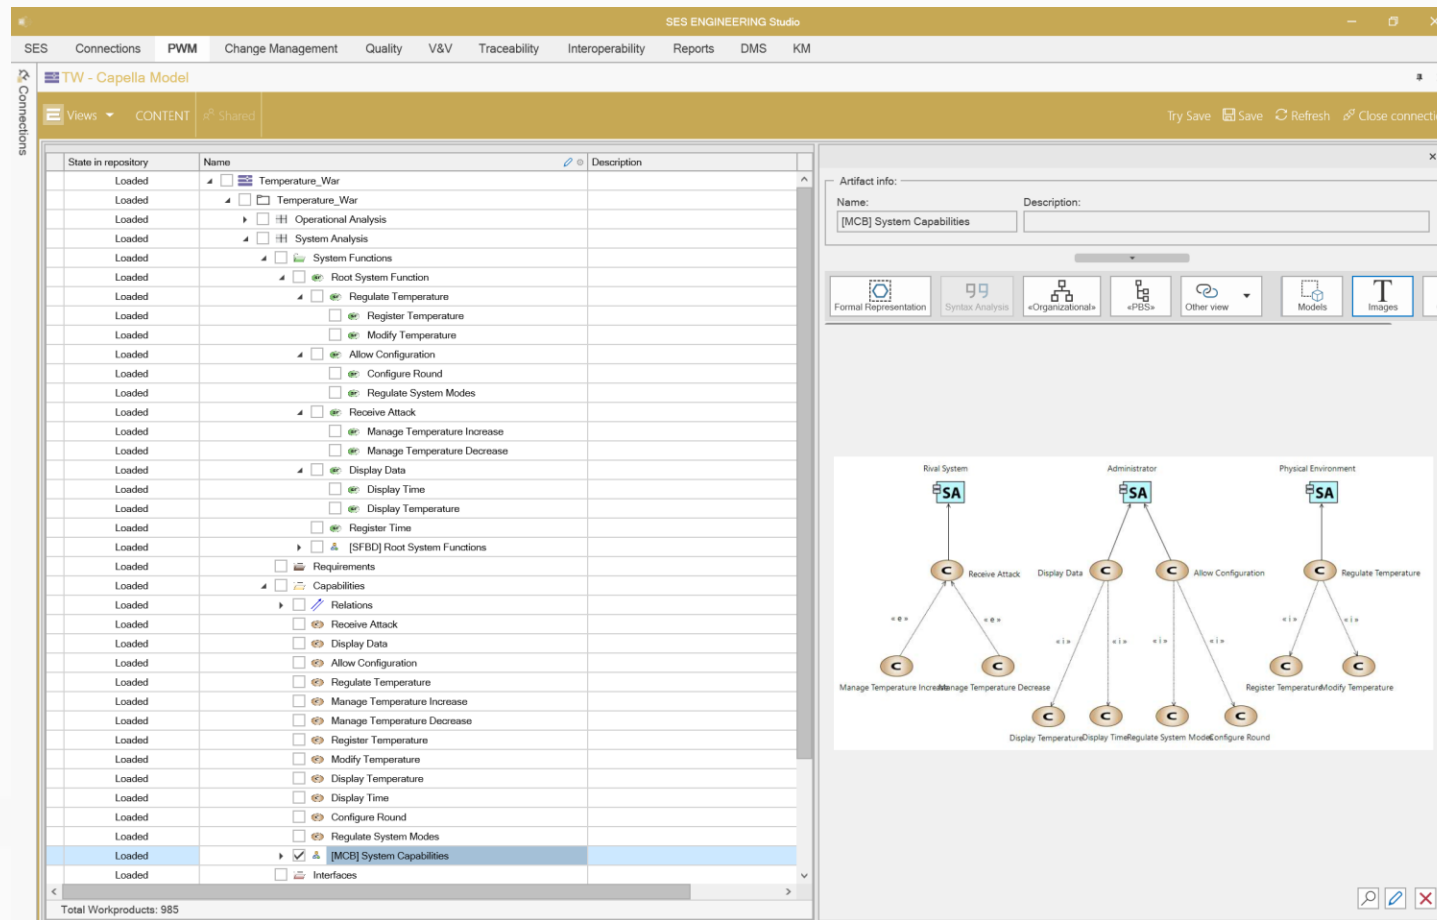 SES ENGINEERING Studio
SES Connections PWM Change Management Quality V&V Traceability Interoperability Reports DMS KM
Connections
TW - Capella Model
Views CONTENT Shared Try Save Save Refresh Close connecti
State in repository Name Description
Loaded Temperature_War
Loaded Temperature_War
Loaded Operational Analysis
Loaded System Analysis
Loaded System Functions
Loaded Root System Function
Loaded Regulate Temperature
Loaded Register Temperature
Loaded Modify Temperature
Loaded Allow Configuration
Loaded Configure Round
Loaded Regulate System Modes
Loaded Receive Attack
Loaded Manage Temperature Increase
Loaded Manage Temperature Decrease
Loaded Display Data
Loaded Display Time
Loaded Display Temperature
Loaded Register Time
Loaded [SFBD] Root System Functions
Loaded Requirements
Loaded Capabilities
Loaded Relations
Loaded Receive Attack
Loaded Display Data
Loaded Allow Configuration
Loaded Regulate Temperature
Loaded Manage Temperature Increase
Loaded Manage Temperature Decrease
Loaded Register Temperature
Loaded Modify Temperature
Loaded Display Temperature
Loaded Display Time
Loaded Configure Round
Loaded Regulate System Modes
Loaded [MCB] System Capabilities
Loaded Interfaces
Total Workproducts: 985
Artifact info:
Name: Description:
[MCB] System Capabilities
Formal Representation Syntax Analysis «Organizational» «PBS» Other view Models Images
Rival System Administrator Physical Environment
SA SA SA
C Receive Attack Display Data C C Allow Configuration C Regulate Temperature
« e » « e » « i » « i » « i » « i » « i » « i »
C C C C
Manage Temperature Increase Manage Temperature Decrease Register Temperature Modify Temperature
C C C C
Display Temperature Display Time Regulate System Modes Configure Round